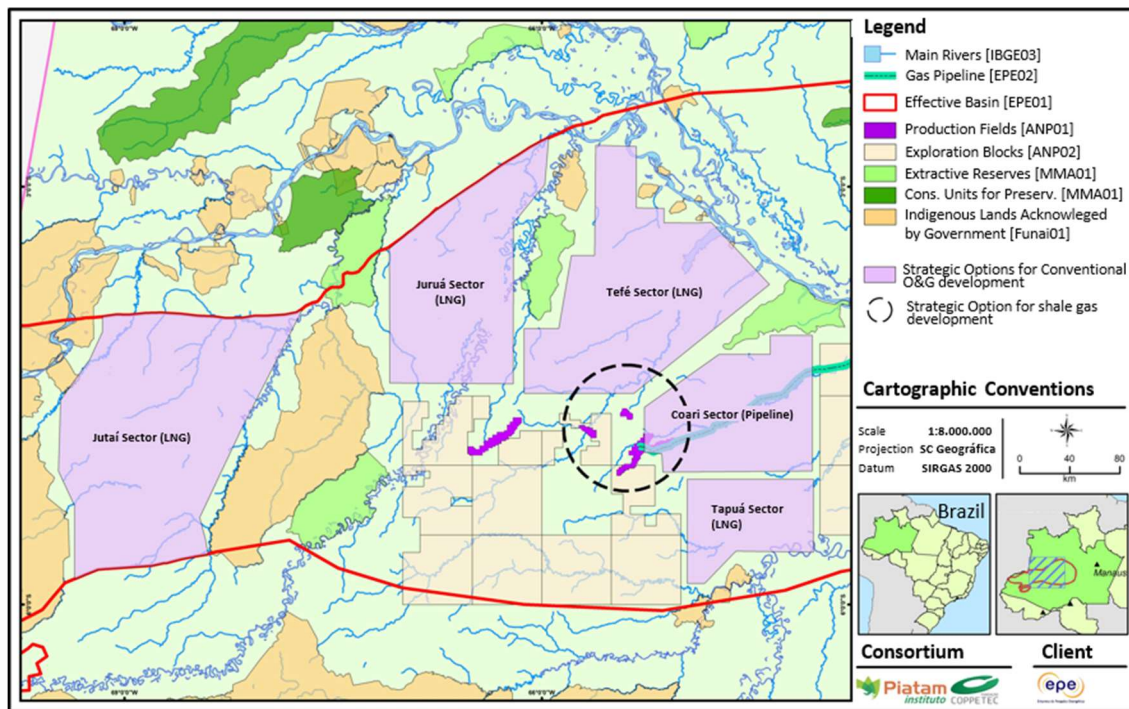 Legend
Main Rivers [IBGE03]
Gas Pipeline [EPE02]
Effective Basin [EPE01]
Production Fields [ANP01]
Exploration Blocks [ANP02]
Extractive Reserves [MMA01]
Cons. Units for Preserv. [MMA01]
Indigenous Lands Acknowleged
by Government [Funai01]
Strategic Options for Conventional
O&G development
Strategic Option for shale gas
development
Juruá Sector
(LNG)
Tefé Sector (LNG)
Jutaí Sector (LNG)
Coari Sector (Pipeline)
Tapuá Sector
(LNG)
Cartographic Conventions
Scale 1:8.000.000
Projection SC Geográfica
Datum SIRGAS 2000
0 40 80
km
Brazil
Manaus
Consortium
Client
Piatam
instituto
COPPETEC
epe